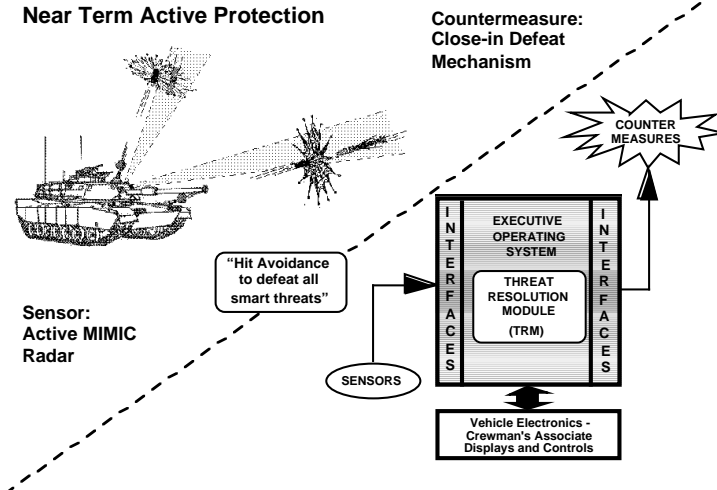 Near Term Active Protection
Countermeasure:
Close-in Defeat
Mechanism
COUNTER
MEASURES
"Hit Avoidance
to defeat all
smart threats"
Sensor:
Active MIMIC
Radar
SENSORS
INTERFACES
EXECUTIVE
OPERATING
SYSTEM
THREAT
RESOLUTION
MODULE
(TRM)
INTERFACES
Vehicle Electronics -
Crewman's Associate
Displays and Controls